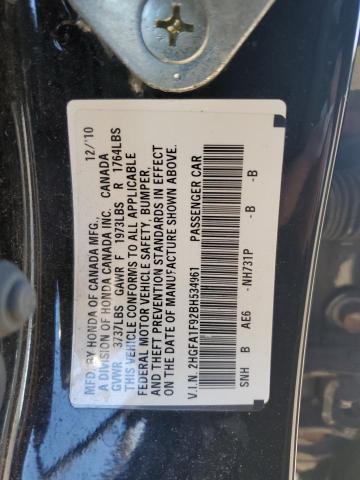 MFD. BY HONDA OF CANADA MFG., 12/'10
A DIVISION OF HONDA CANADA INC. CANADA
GVWR 3737LBS GAWR F 1973LBS R 1764LBS
THIS VEHICLE CONFORMS TO ALL APPLICABLE
FEDERAL MOTOR VEHICLE SAFETY, BUMPER,
AND THEFT PREVENTION STANDARDS IN EFFECT
ON THE DATE OF MANUFACTURE SHOWN ABOVE.
V.I.N. 2HGFA1F92BH534961 PASSENGER CAR
SNH B AE6 -NH731P -B -B